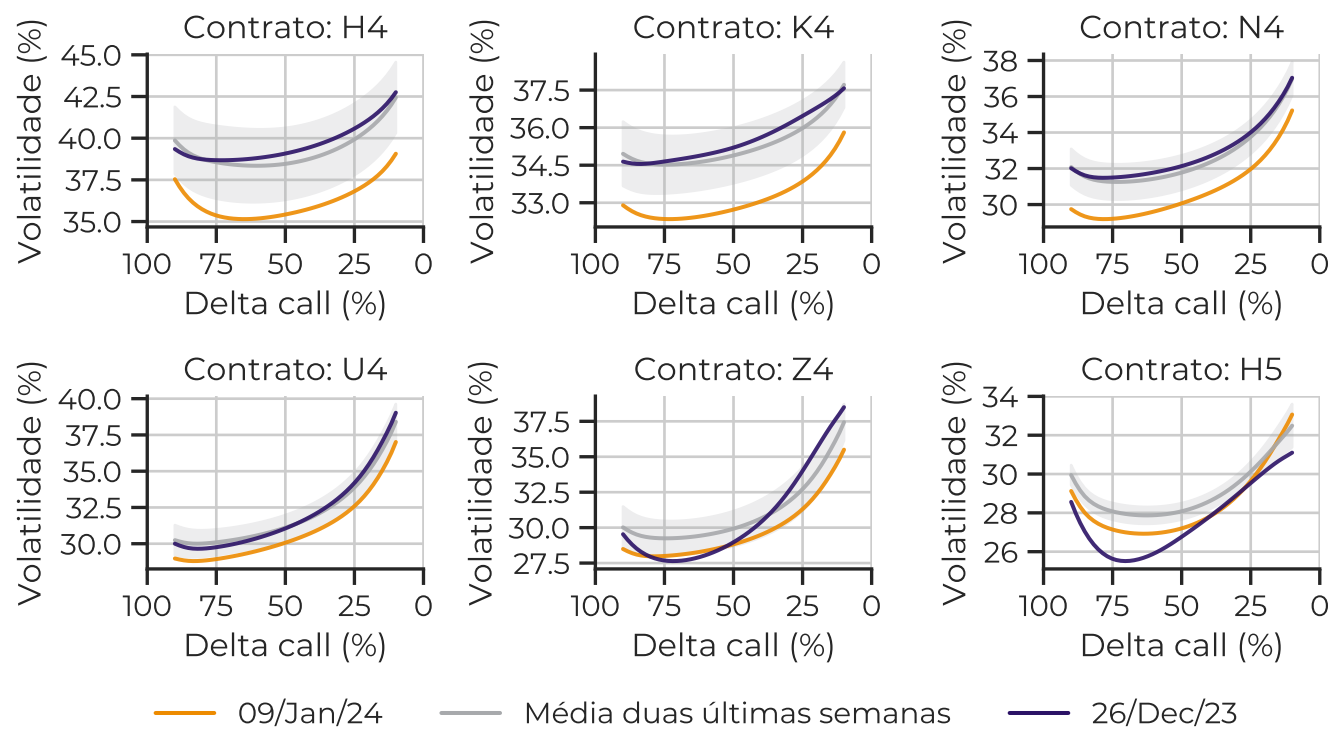 Contrato: H4
Volatilidade (%)
45.0
42.5
40.0
37.5
35.0
100 75 50 25 0
Delta call (%)
Contrato: K4
Volatilidade (%)
37.5
36.0
34.5
33.0
100 75 50 25 0
Delta call (%)
Contrato: N4
Volatilidade (%)
38
36
34
32
30
100 75 50 25 0
Delta call (%)
Contrato: U4
Volatilidade (%)
40.0
37.5
35.0
32.5
30.0
100 75 50 25 0
Delta call (%)
Contrato: Z4
Volatilidade (%)
37.5
35.0
32.5
30.0
27.5
100 75 50 25 0
Delta call (%)
Contrato: H5
Volatilidade (%)
34
32
30
28
26
100 75 50 25 0
Delta call (%)
09/Jan/24 Média duas últimas semanas 26/Dec/23